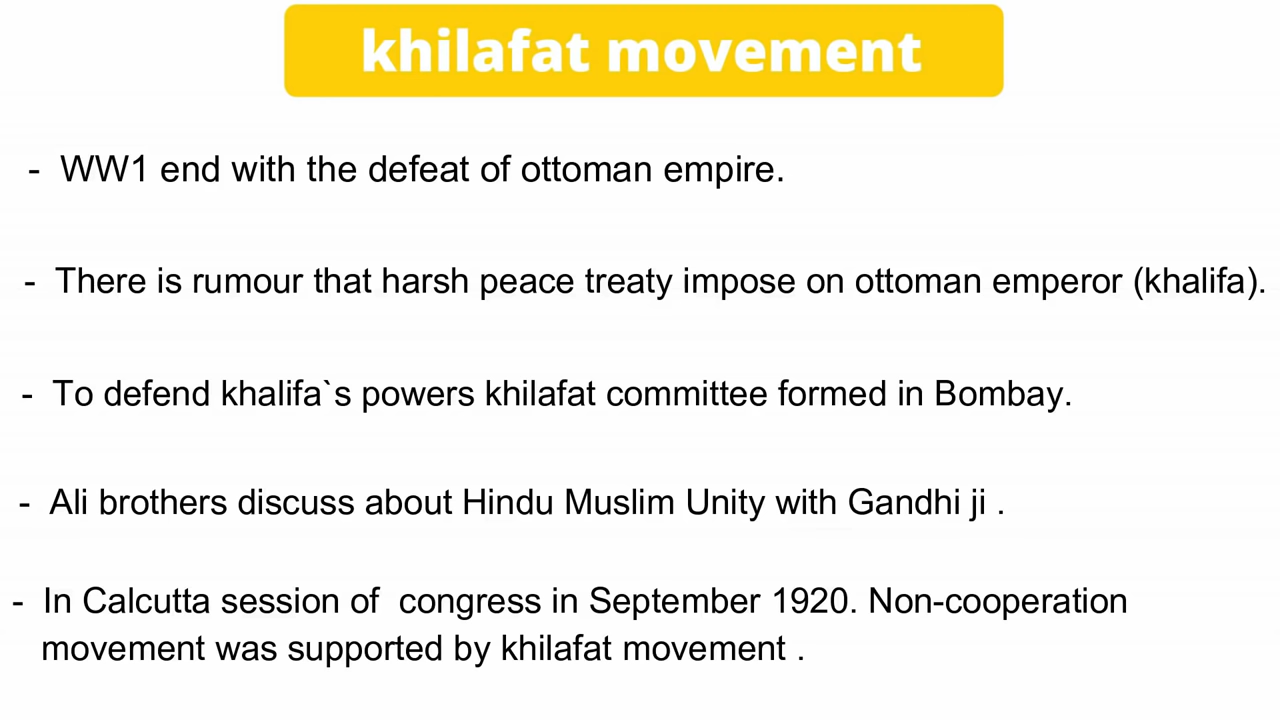 khilafat movement
- WW1 end with the defeat of ottoman empire.
- There is rumour that harsh peace treaty impose on ottoman emperor (khalifa).
- To defend khalifa`s powers khilafat committee formed in Bombay.
- Ali brothers discuss about Hindu Muslim Unity with Gandhi ji .
- In Calcutta session of  congress in September 1920. Non-cooperation
movement was supported by khilafat movement .